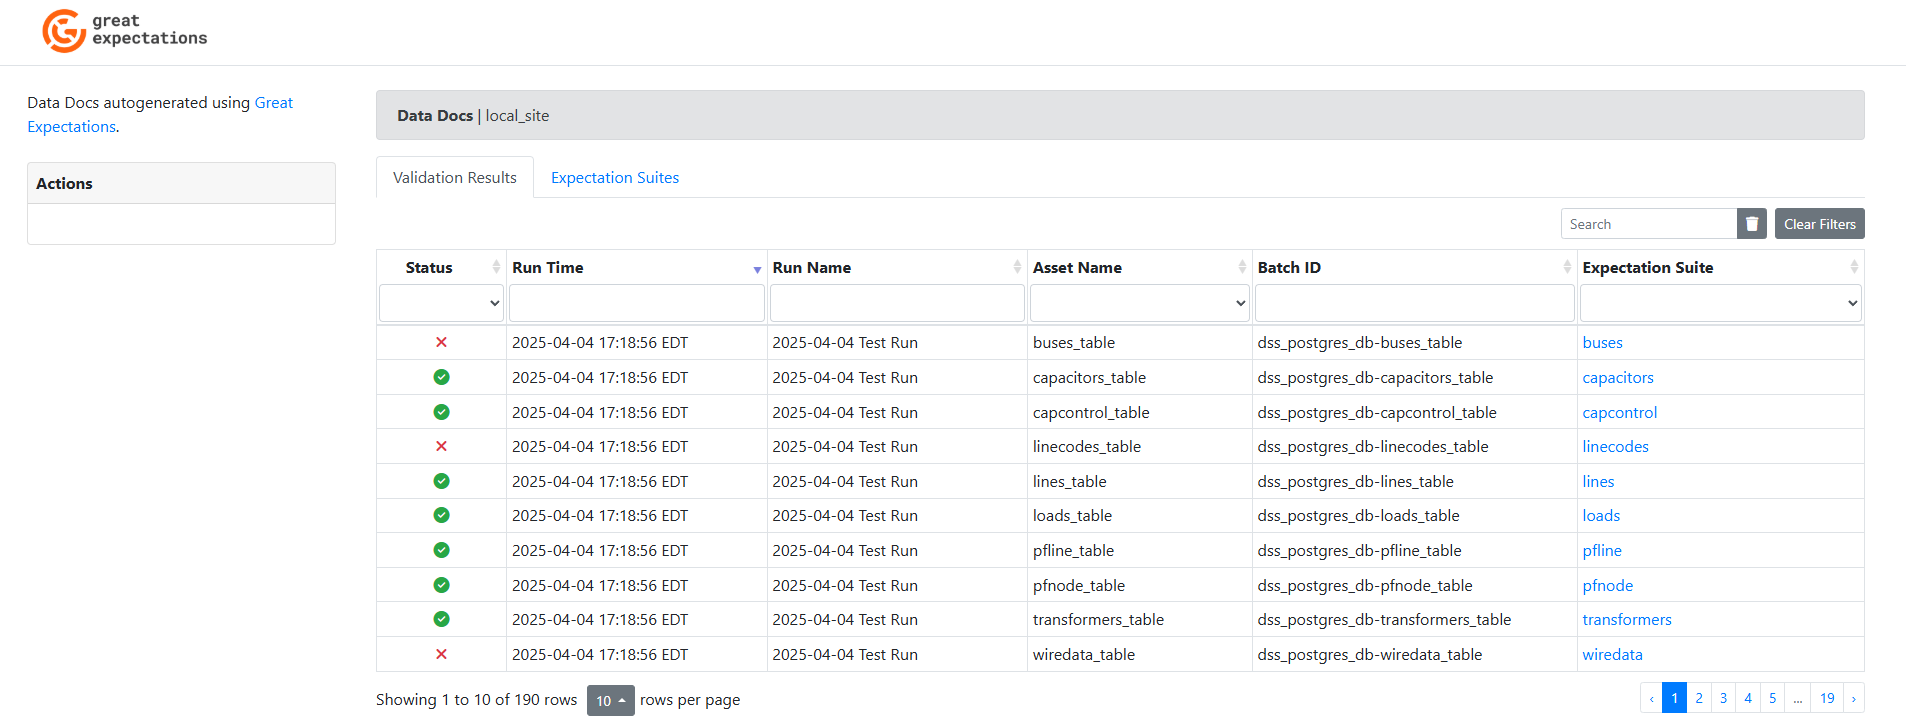 great
expectations
Data Docs autogenerated using Great
Expectations.
Actions
Data Docs | local_site
Validation Results Expectation Suites
Search Clear Filters
Status Run Time Run Name Asset Name Batch ID Expectation Suite
2025-04-04 17:18:56 EDT 2025-04-04 Test Run buses_table dss_postgres_db-buses_table buses
2025-04-04 17:18:56 EDT 2025-04-04 Test Run capacitors_table dss_postgres_db-capacitors_table capacitors
2025-04-04 17:18:56 EDT 2025-04-04 Test Run capcontrol_table dss_postgres_db-capcontrol_table capcontrol
2025-04-04 17:18:56 EDT 2025-04-04 Test Run linecodes_table dss_postgres_db-linecodes_table linecodes
2025-04-04 17:18:56 EDT 2025-04-04 Test Run lines_table dss_postgres_db-lines_table lines
2025-04-04 17:18:56 EDT 2025-04-04 Test Run loads_table dss_postgres_db-loads_table loads
2025-04-04 17:18:56 EDT 2025-04-04 Test Run pfline_table dss_postgres_db-pfline_table pfline
2025-04-04 17:18:56 EDT 2025-04-04 Test Run pfnode_table dss_postgres_db-pfnode_table pfnode
2025-04-04 17:18:56 EDT 2025-04-04 Test Run transformers_table dss_postgres_db-transformers_table transformers
2025-04-04 17:18:56 EDT 2025-04-04 Test Run wiredata_table dss_postgres_db-wiredata_table wiredata
Showing 1 to 10 of 190 rows 10 rows per page ‹ 1 2 3 4 5 ... 19 ›